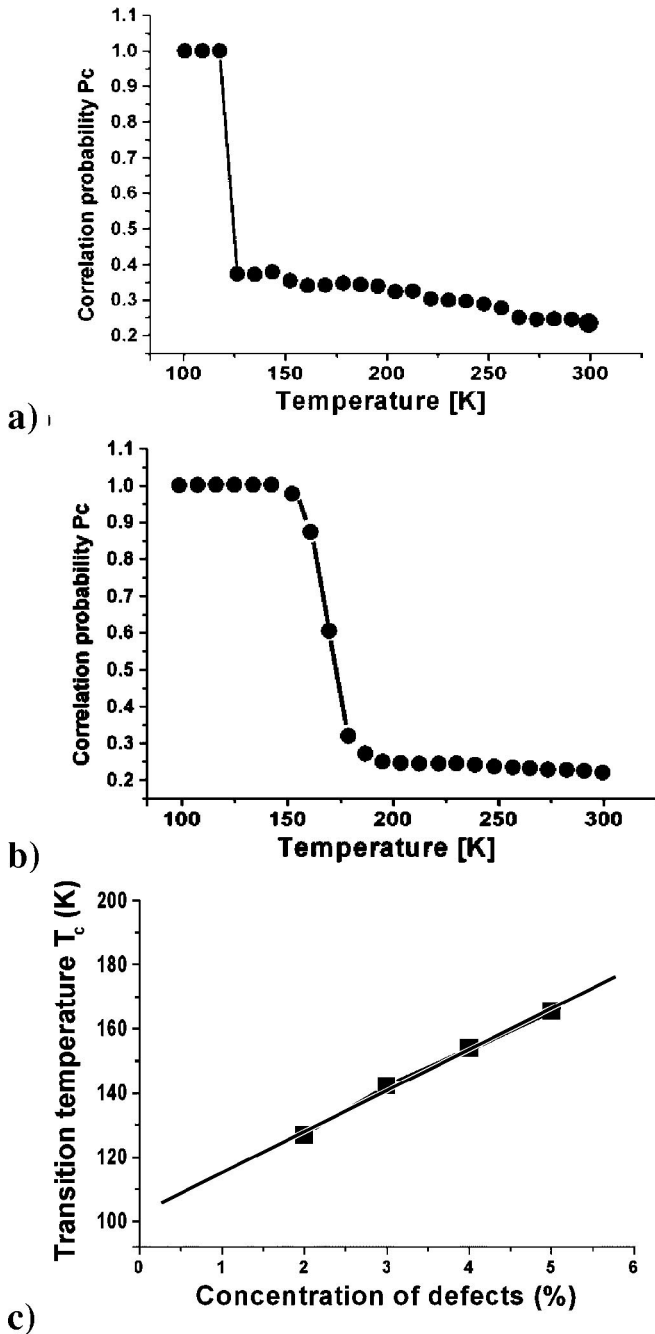 1.0
0.9
0.8
0.7
0.6
0.5
0.4
0.3
0.2
Correlation probability Pc
100 150 200 250 300
Temperature [K]
a)
1.1
1.0
0.9
0.8
0.7
0.6
0.5
0.4
0.3
0.2
Correlation probability Pc
100 150 200 250 300
Temperature [K]
b)
200
180
160
140
120
100
Transition temperature Tc (K)
0 1 2 3 4 5 6
Concentration of defects (%)
c)